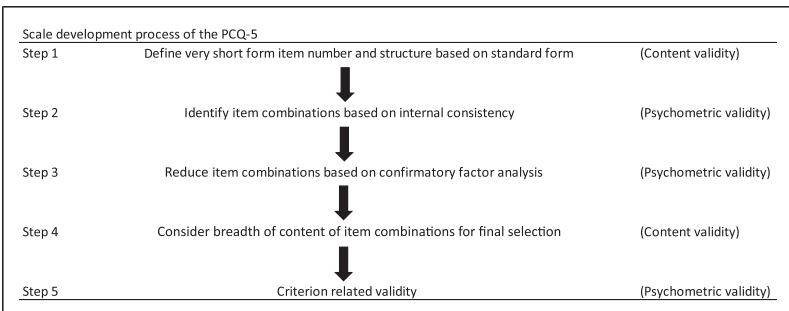 Scale development process of the PCQ-5
Step 1 Define very short form item number and structure based on standard form (Content validity)
Step 2 Identify item combinations based on internal consistency (Psychometric validity)
Step 3 Reduce item combinations based on confirmatory factor analysis (Psychometric validity)
Step 4 Consider breadth of content of item combinations for final selection (Content validity)
Step 5 Criterion related validity (Psychometric validity)